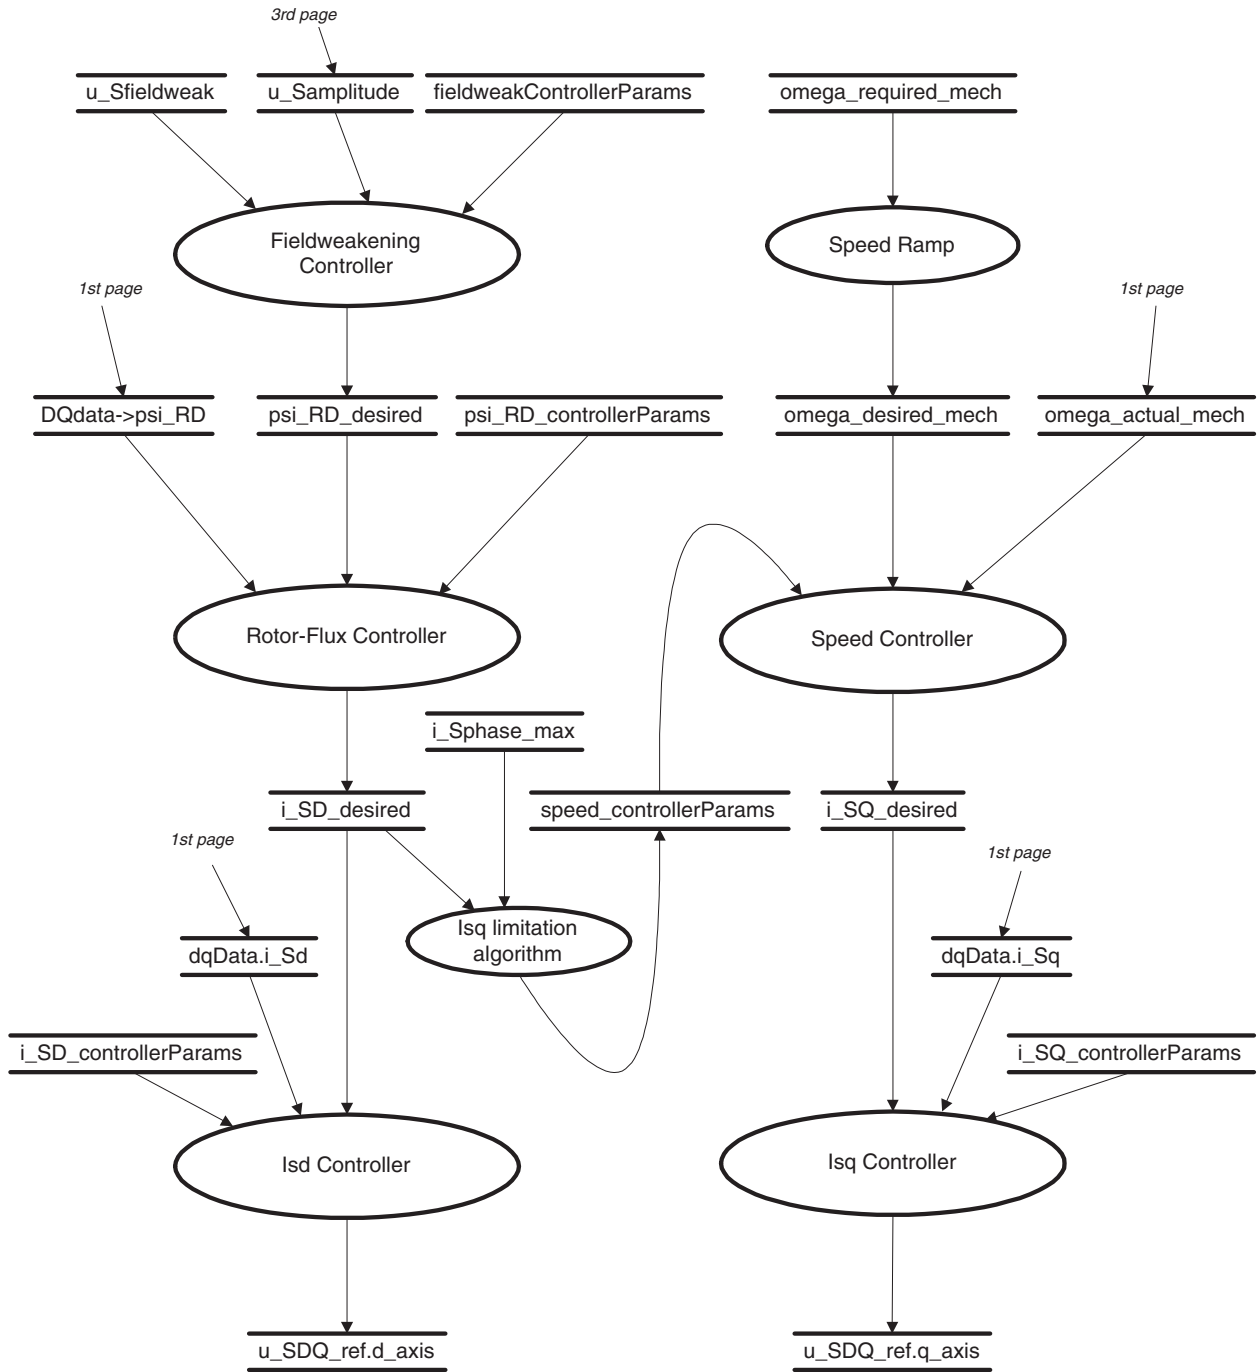 3rd page
u_Sfieldweak
u_Samplitude
fieldweakControllerParams
omega_required_mech
Fieldweakening
Controller
Speed Ramp
1st page
1st page
DQdata->psi_RD
psi_RD_desired
psi_RD_controllerParams
omega_desired_mech
omega_actual_mech
Rotor-Flux Controller
Speed Controller
i_Sphase_max
i_SD_desired
speed_controllerParams
i_SQ_desired
1st page
1st page
Isq limitation
algorithm
dqData.i_Sd
dqData.i_Sq
i_SD_controllerParams
i_SQ_controllerParams
Isd Controller
Isq Controller
u_SDQ_ref.d_axis
u_SDQ_ref.q_axis